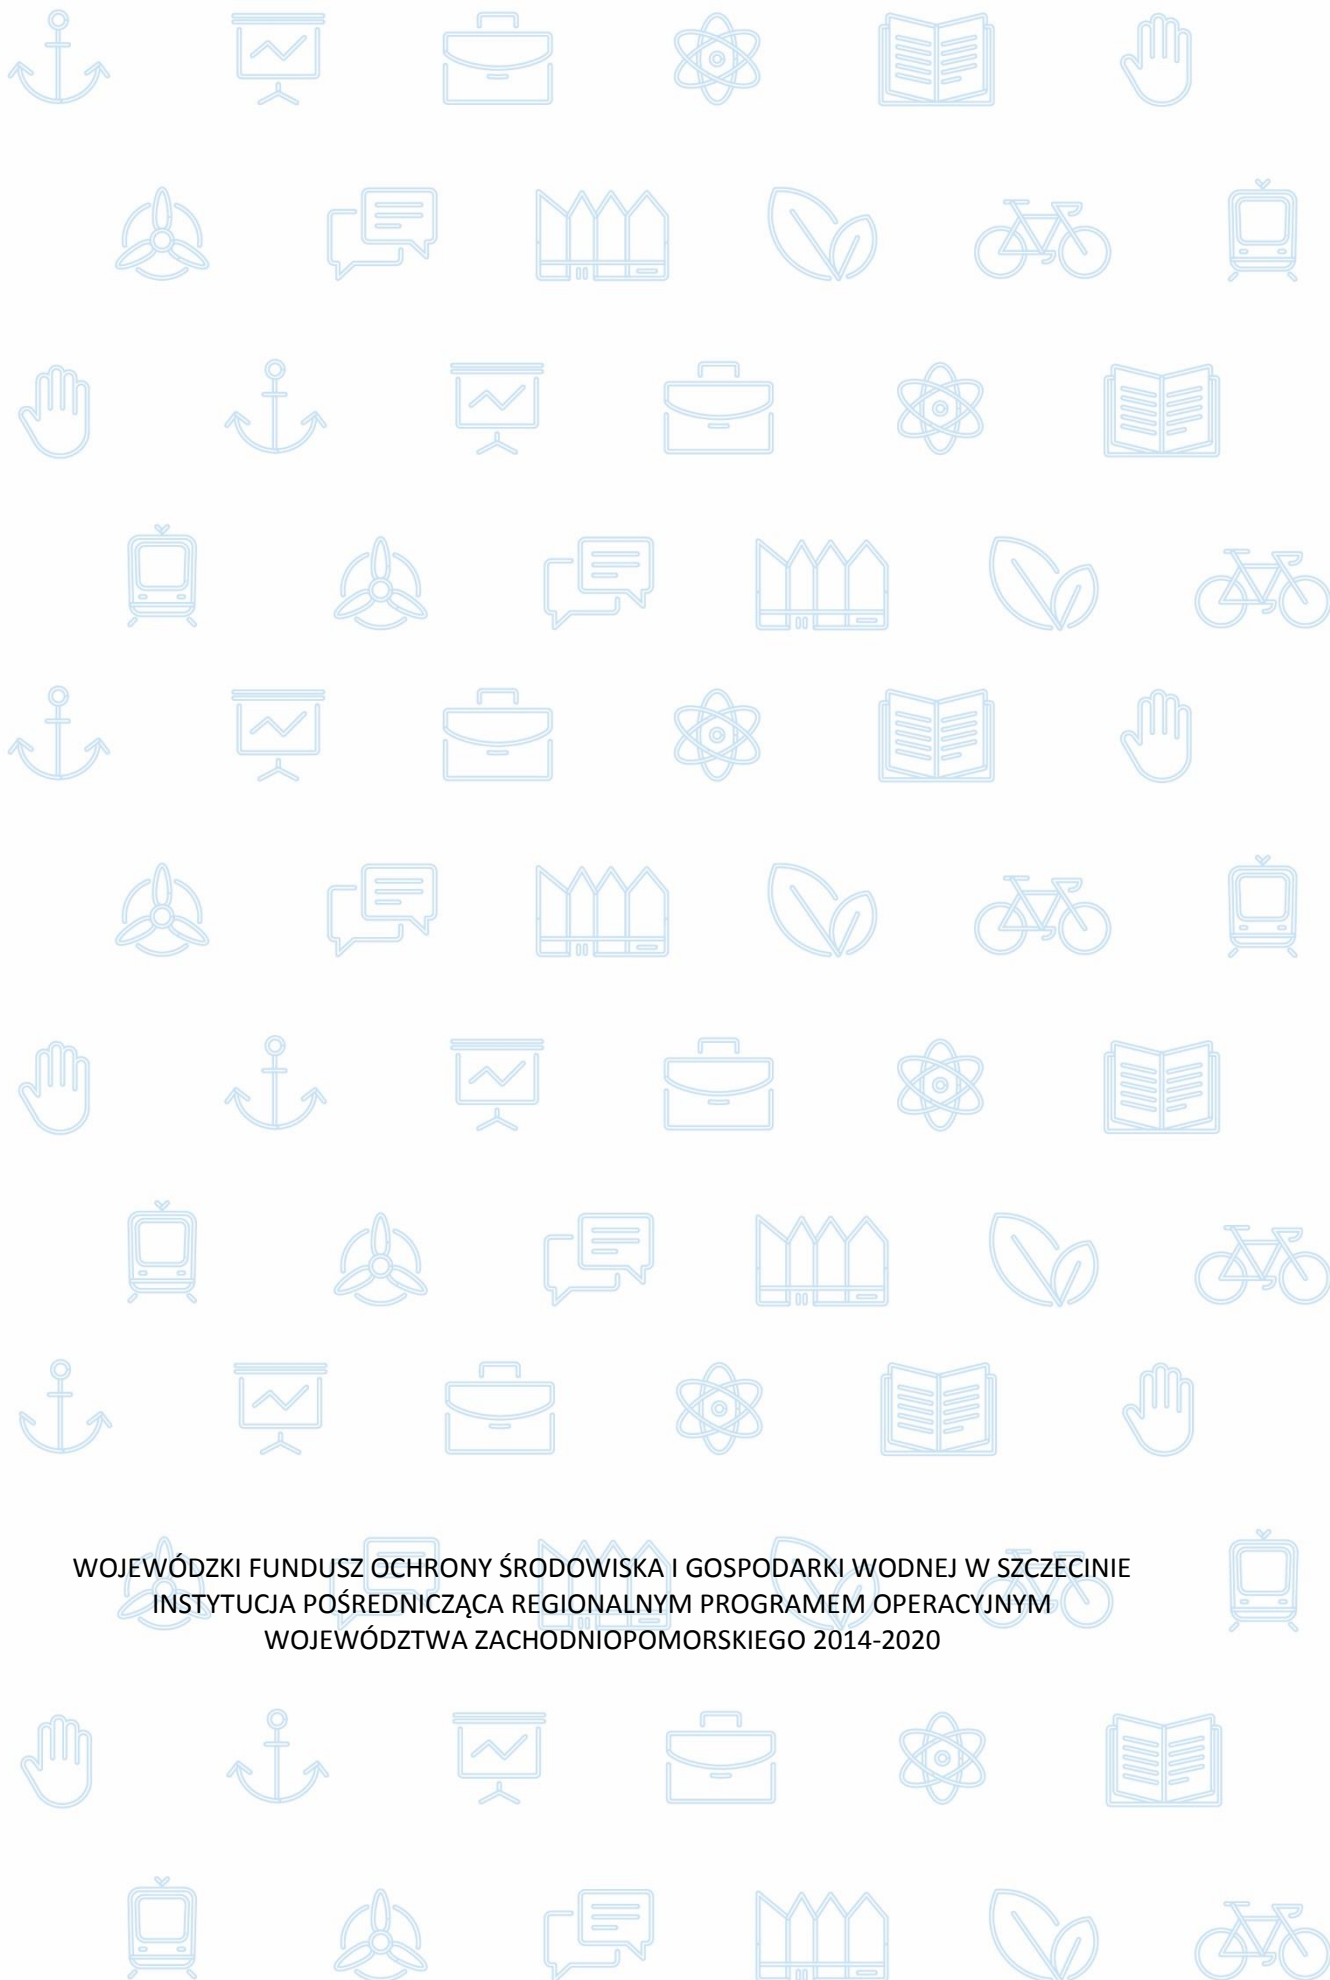 WOJEWÓDZKI FUNDUSZ OCHRONY ŚRODOWISKA I GOSPODARKI WODNEJ W SZCZECINIE
INSTYTUCJA POŚREDNICZĄCA REGIONALNYM PROGRAMEM OPERACYJNYM
WOJEWÓDZTWA ZACHODNIOPOMORSKIEGO 2014-2020